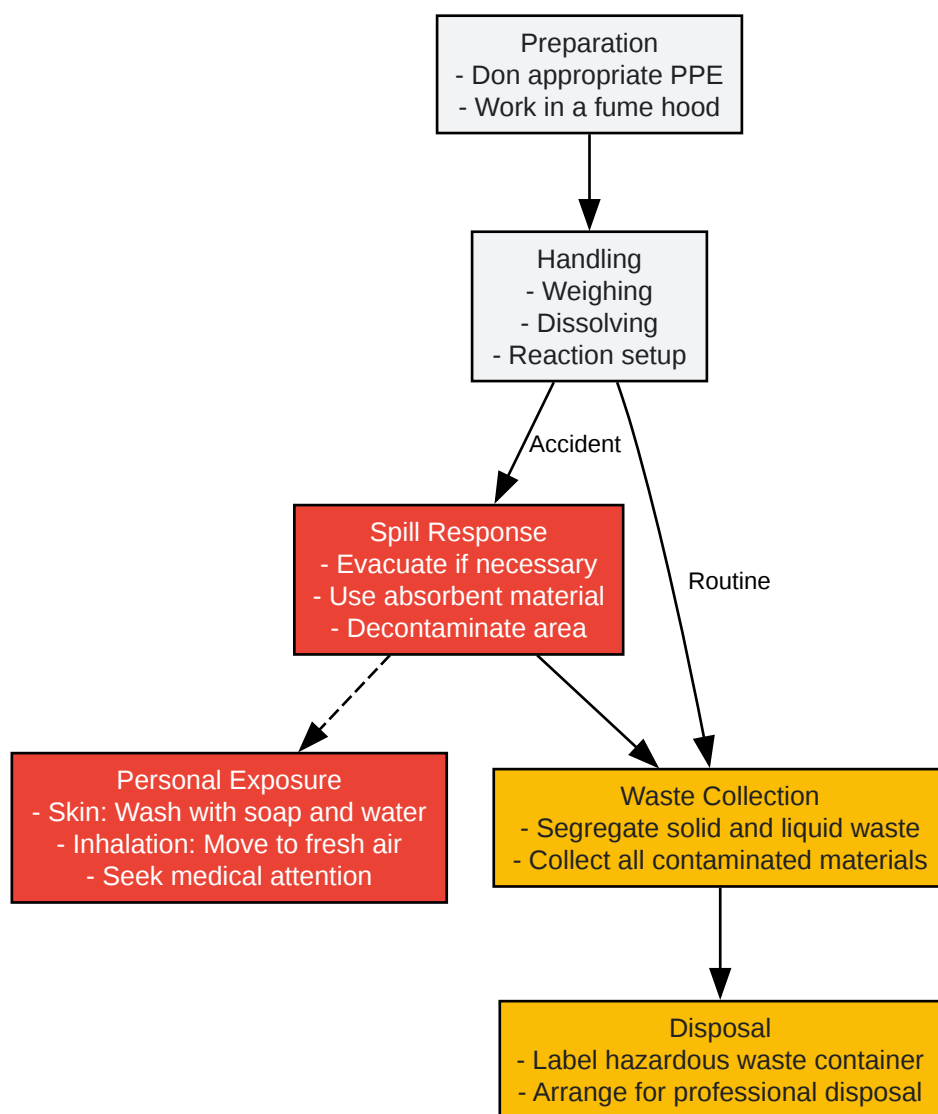 Preparation
- Don appropriate PPE
- Work in a fume hood
Handling
- Weighing
- Dissolving
- Reaction setup
Accident
Routine
Spill Response
- Evacuate if necessary
- Use absorbent material
- Decontaminate area
Personal Exposure
- Skin: Wash with soap and water
- Inhalation: Move to fresh air
- Seek medical attention
Waste Collection
- Segregate solid and liquid waste
- Collect all contaminated materials
Disposal
- Label hazardous waste container
- Arrange for professional disposal